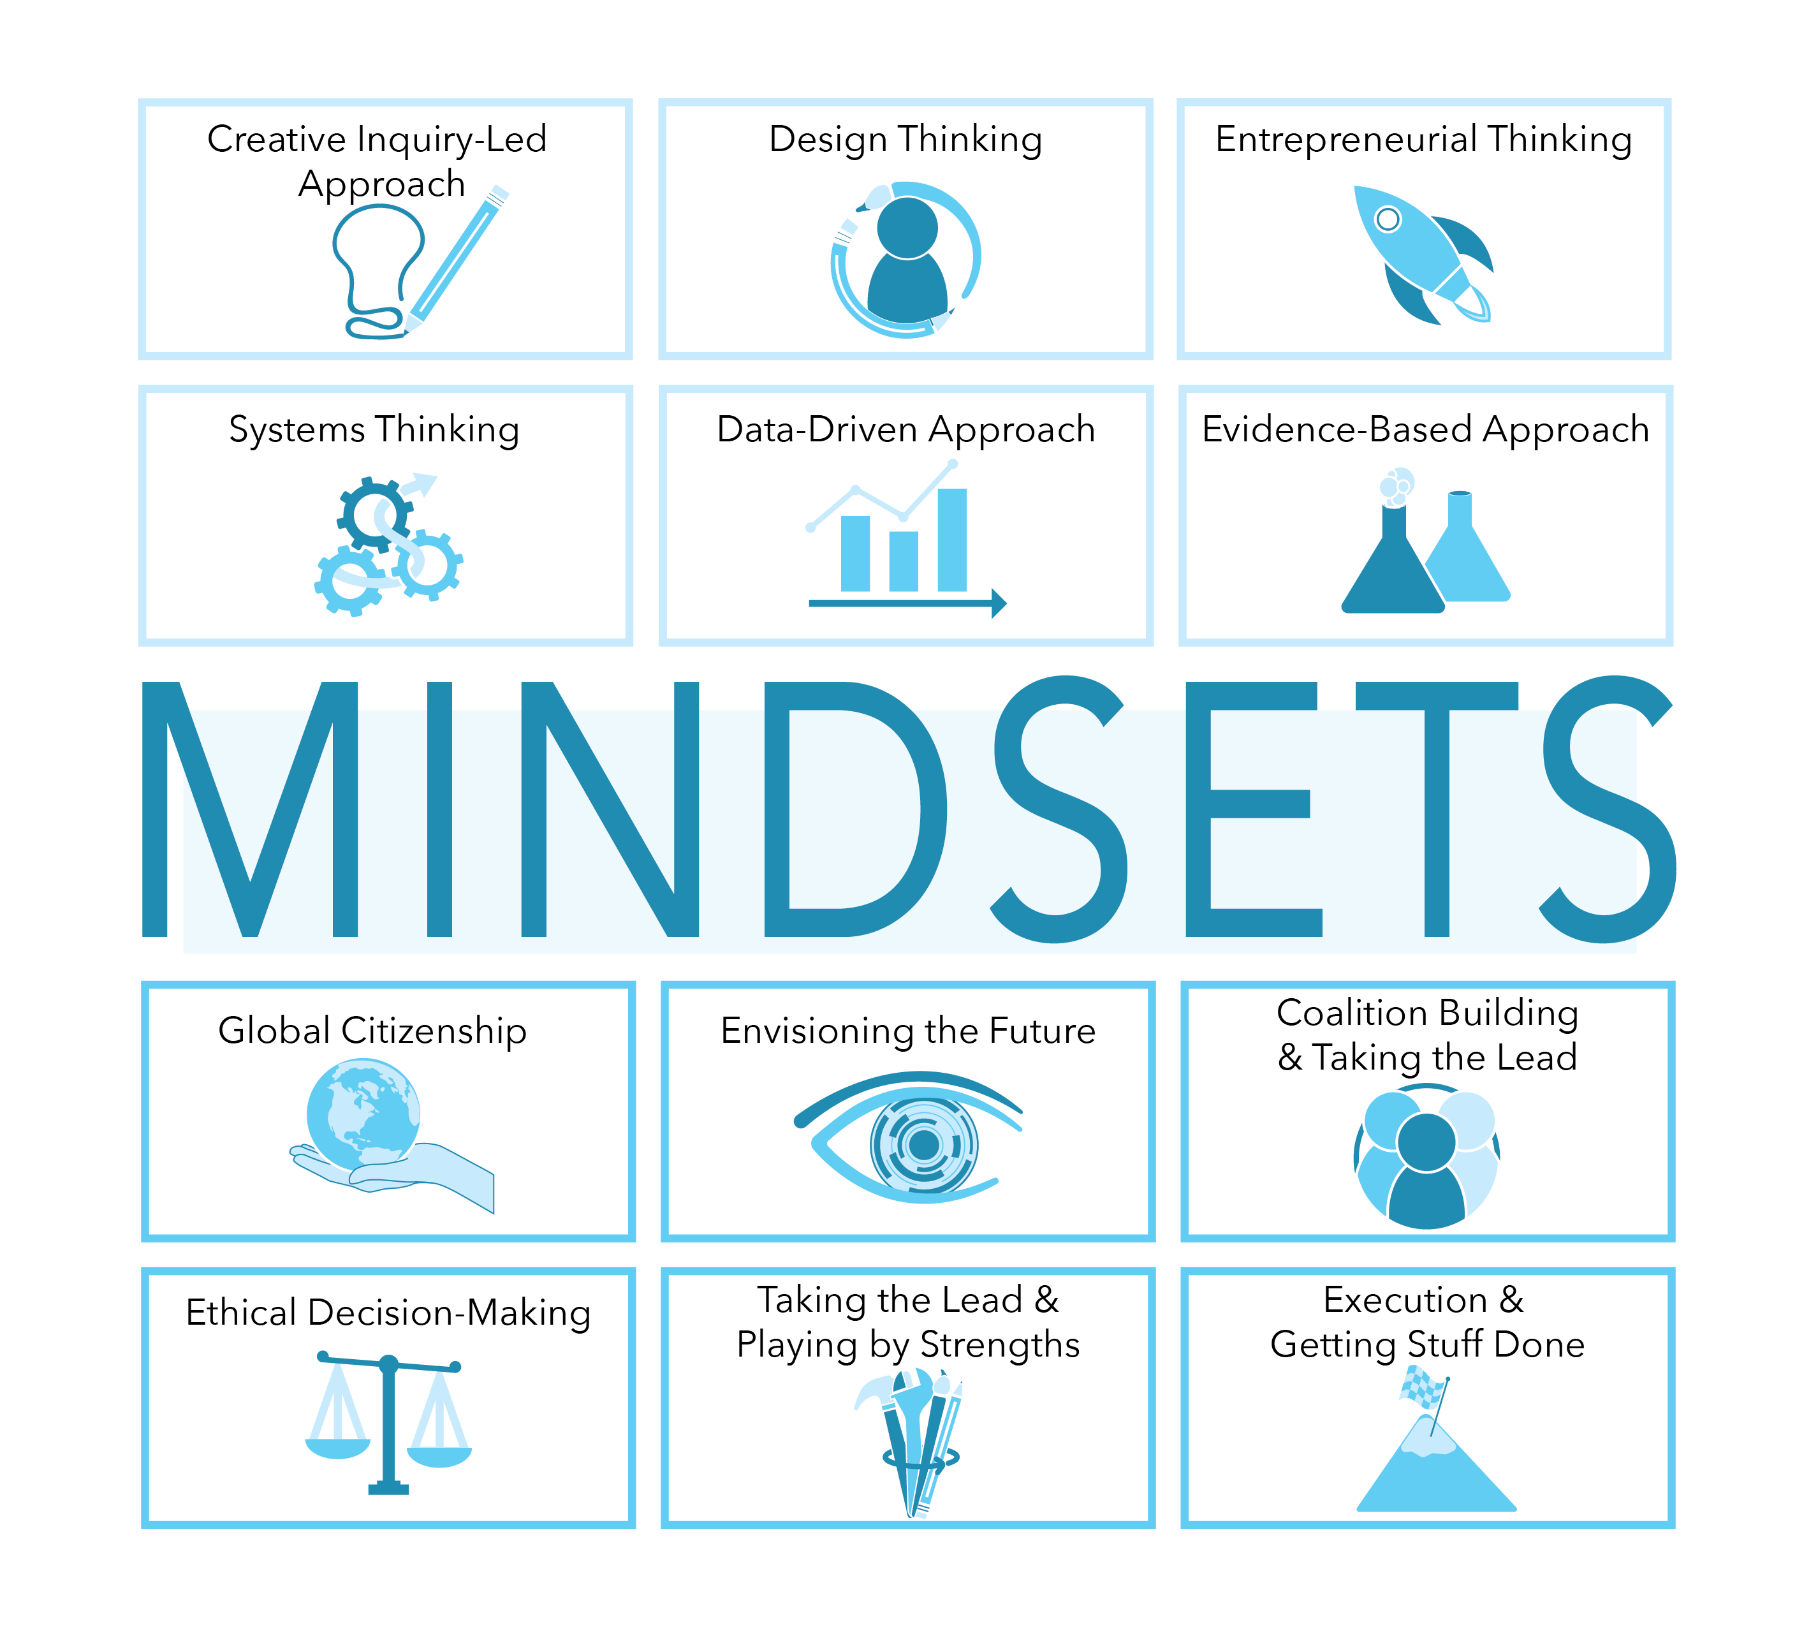 Creative Inquiry-Led
Approach
Design Thinking
Entrepreneurial Thinking
Systems Thinking
Data-Driven Approach
Evidence-Based Approach
MINDSETS
Global Citizenship
Envisioning the Future
Coalition Building
& Taking the Lead
Ethical Decision-Making
Taking the Lead &
Playing by Strengths
Execution &
Getting Stuff Done